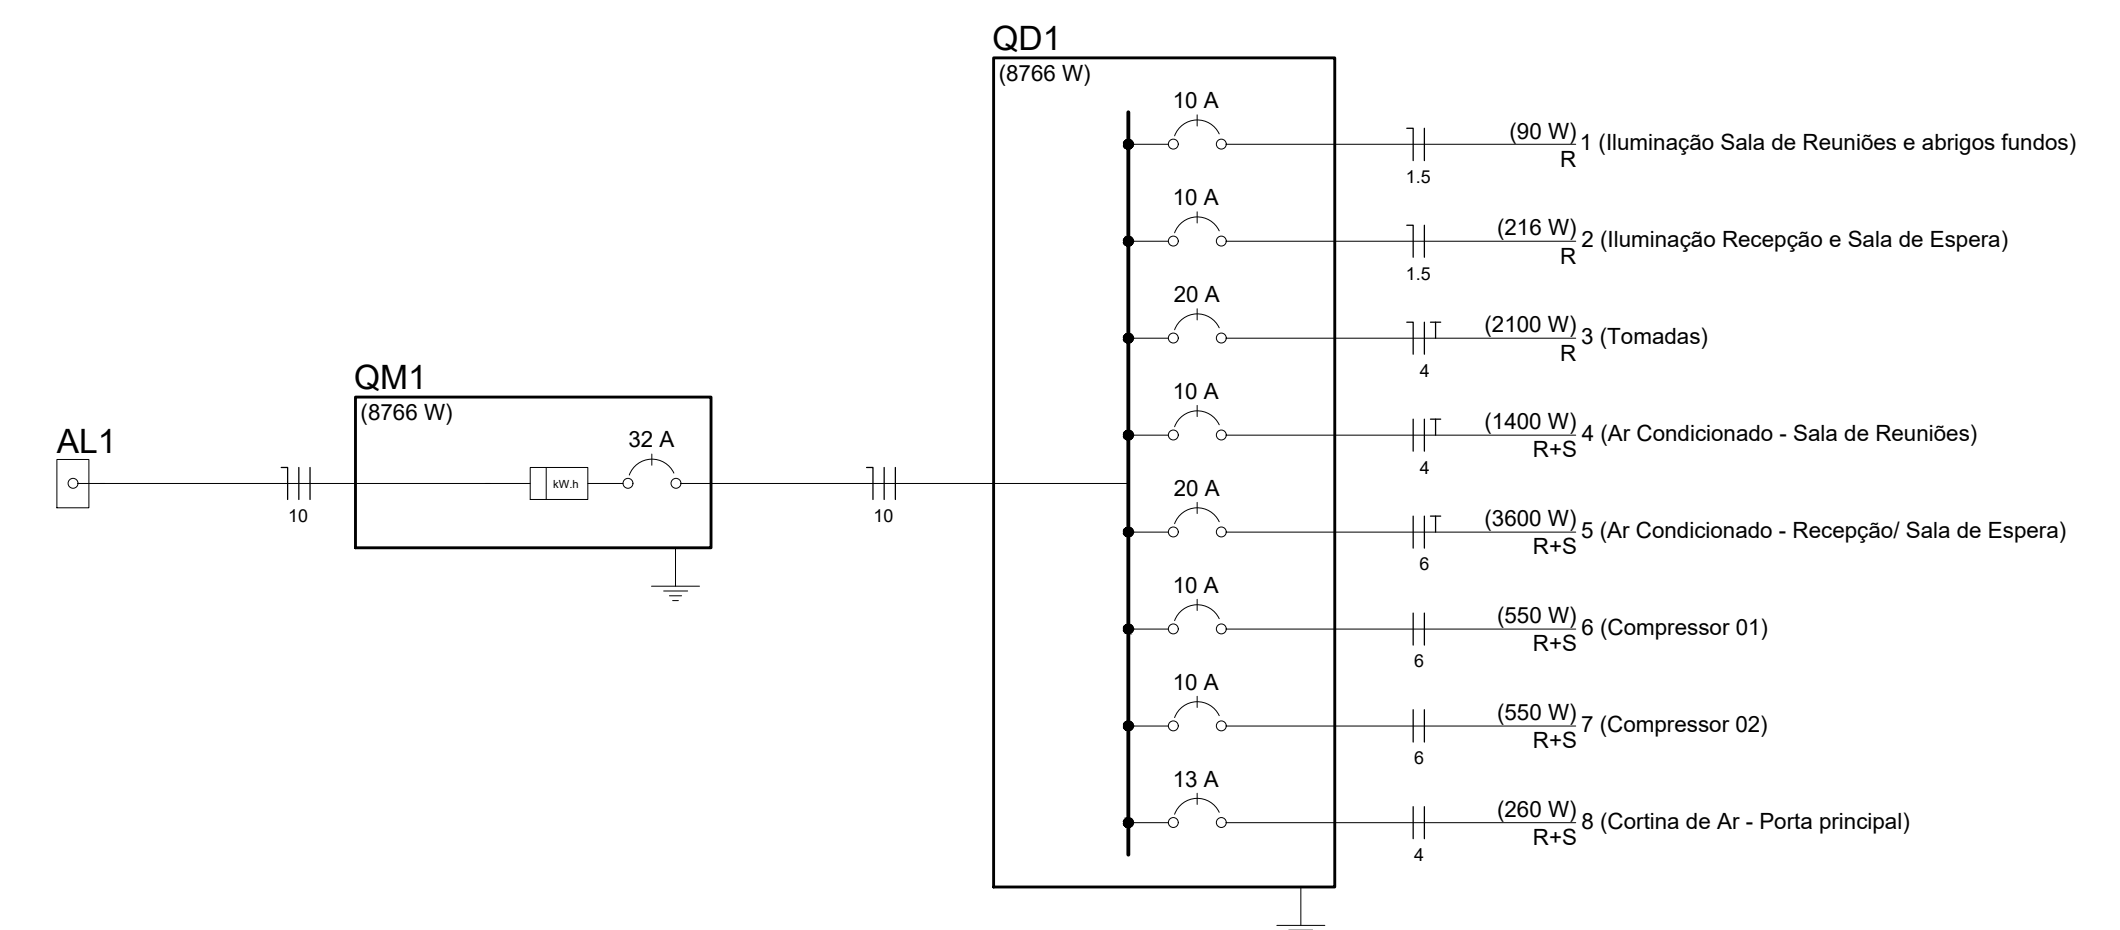 QD1
(8766 W)
10 A
(90 W)
1 (Iluminação Sala de Reuniões e abrigos fundos)
R
1.5
10 A
(216 W)
2 (Iluminação Recepção e Sala de Espera)
R
1.5
20 A
(2100 W)
3 (Tomadas)
R
4
QM1
(8766 W)
32 A
kW.h
AL1
10
10
10 A
(1400 W)
4 (Ar Condicionado - Sala de Reuniões)
R+S
4
20 A
(3600 W)
5 (Ar Condicionado - Recepção/ Sala de Espera)
R+S
6
10 A
(550 W)
6 (Compressor 01)
R+S
6
10 A
(550 W)
7 (Compressor 02)
R+S
6
13 A
(260 W)
8 (Cortina de Ar - Porta principal)
R+S
4